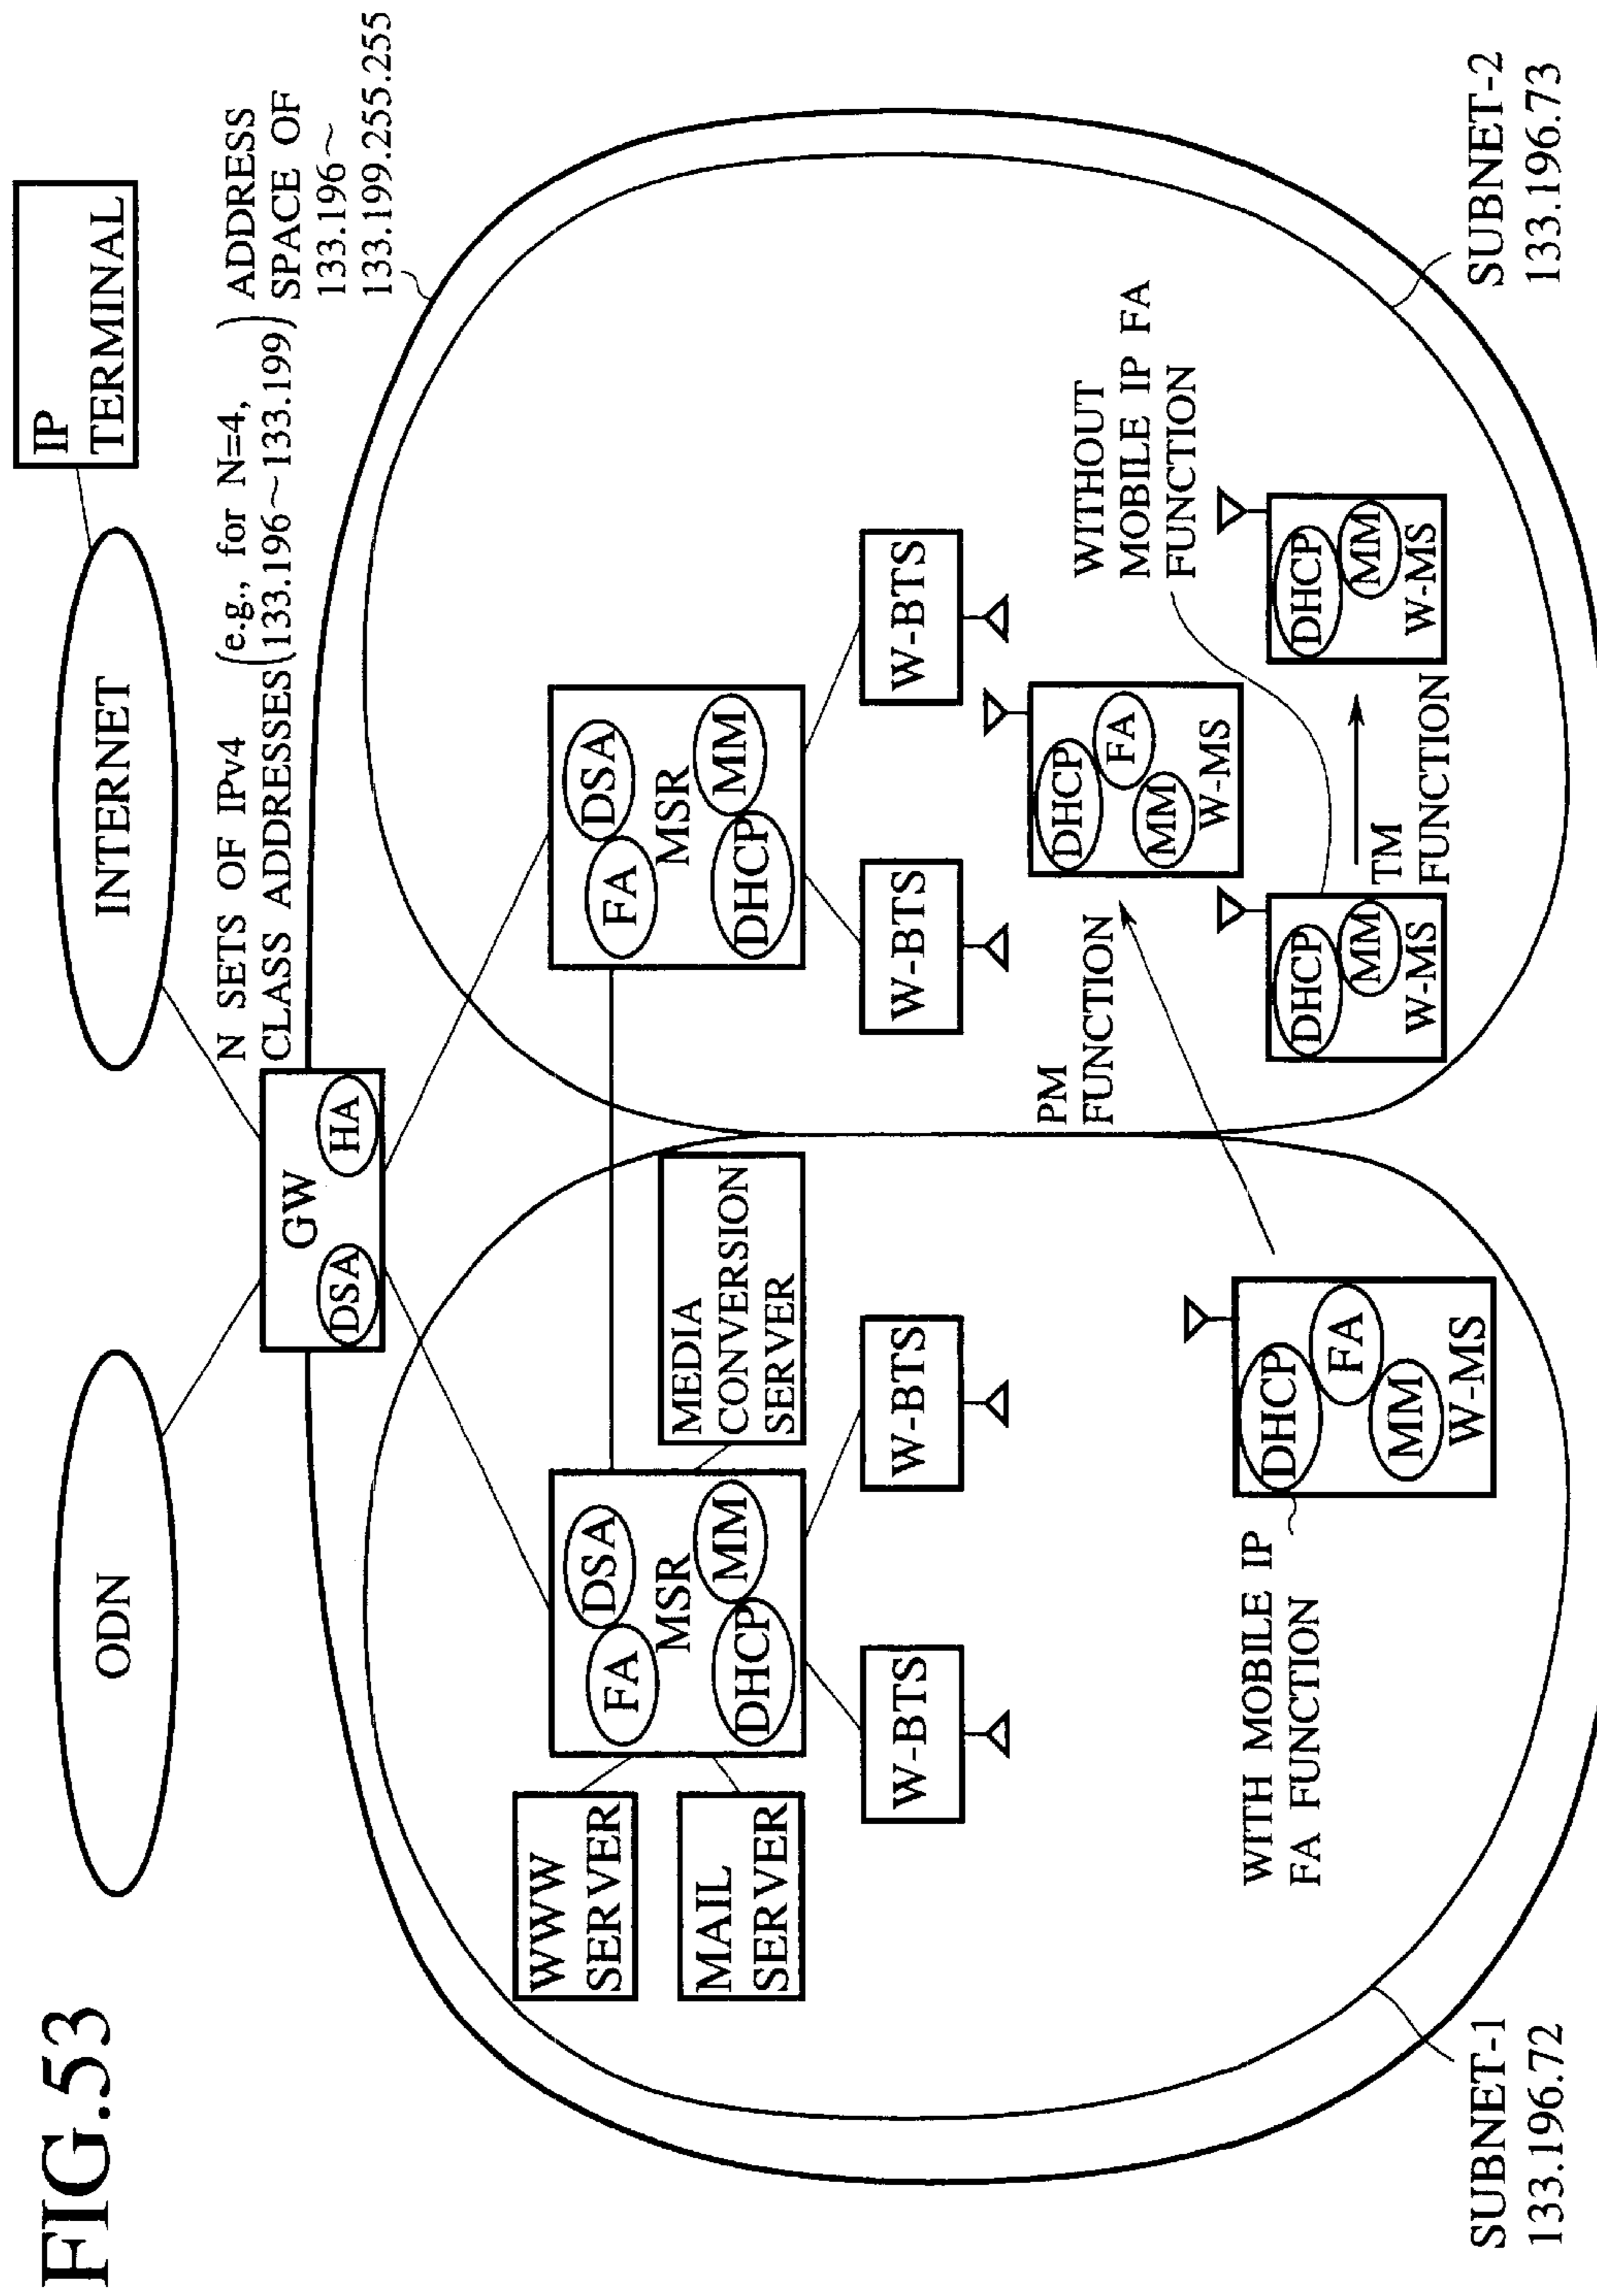 FIG.53
ODN
INTERNET
IP
TERMINAL
GW
DSA
HA
N SETS OF IPv4
CLASS ADDRESSES
(e.g., for N=4,
133.196~133.199)
ADDRESS
SPACE OF
133.196~
133.199.255.255
WWW
SERVER
MAIL
SERVER
FA
DSA
MSR
DHCP
MM
MEDIA
CONVERSION
SERVER
FA
DSA
MSR
DHCP
MM
W-BTS
W-BTS
W-BTS
W-BTS
WITH MOBILE IP
FA FUNCTION
DHCP
FA
MM
W-MS
PM
FUNCTION
DHCP
FA
MM
W-MS
WITHOUT
MOBILE IP FA
FUNCTION
DHCP
MM
W-MS
TM
FUNCTION
DHCP
MM
W-MS
SUBNET-1
133.196.72
SUBNET-2
133.196.73